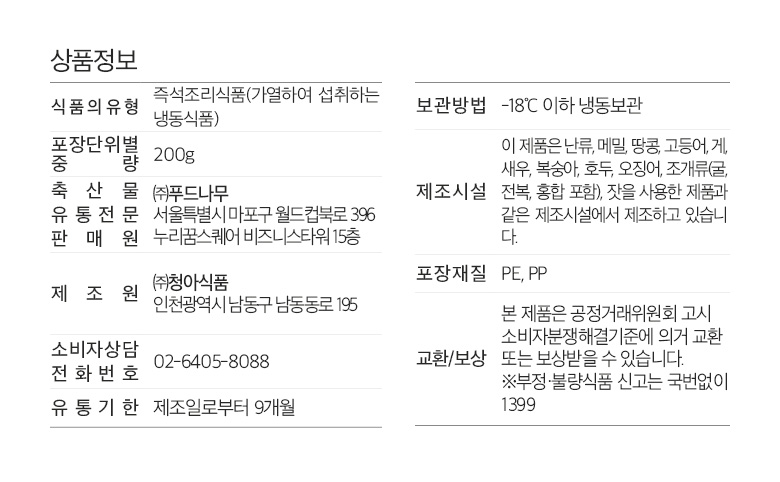 상품정보
식품의유형 즉석조리식품(가열하여 섭취하는
냉동식품)
포장단위별
중 량 200g
축 산 물
유통전문
판 매 원
㈜푸드나무
서울특별시 마포구 월드컵북로 396
누리꿈스퀘어 비즈니스타워 15층
제 조 원
㈜청아식품
인천광역시 남동구 남동동로 195
소비자상담
전화번호 02-6405-8088
유통기한 제조일로부터 9개월
보관방법 -18℃ 이하 냉동보관
제조시설
이 제품은 난류, 메밀, 땅콩, 고등어, 게,
새우, 복숭아, 호두, 오징어, 조개류(굴,
전복, 홍합 포함), 잣을 사용한 제품과
같은 제조시설에서 제조하고 있습니
다.
포장재질 PE, PP
교환/보상
본 제품은 공정거래위원회 고시
소비자분쟁해결기준에 의거 교환
또는 보상받을 수 있습니다.
※부정·불량식품 신고는 국번없이
1399